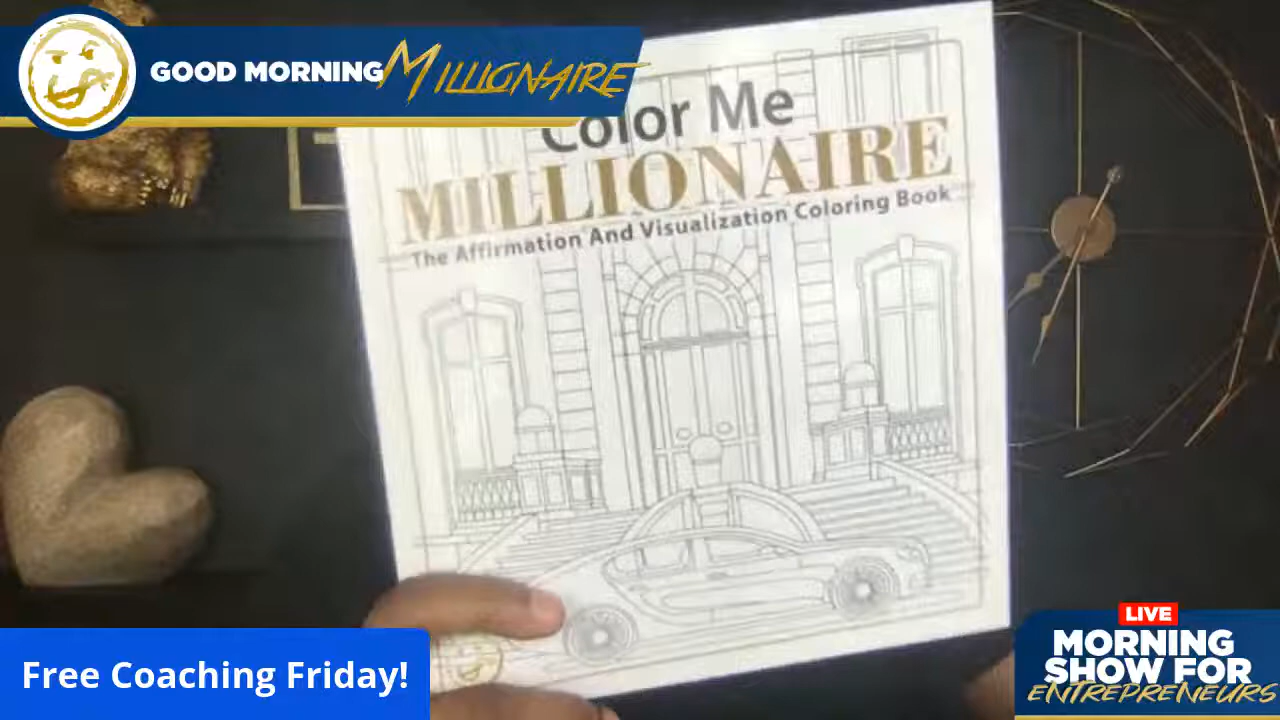 GOOD MORNING MILLIONAIRE
Color Me
MILLIONAIRE
The Affirmation And Visualization Coloring Book
Free Coaching Friday!
LIVE
MORNING
SHOW FOR
ENTREPRENEURS